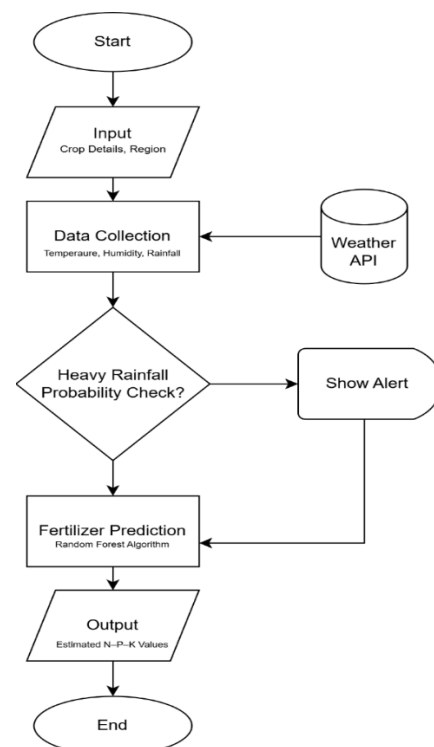 Start
Input
Crop Details, Region
Data Collection
Temperaure, Humidity, Rainfall
Weather
API
Heavy Rainfall
Probability Check?
Show Alert
Fertilizer Prediction
Random Forest Algorithm
Output
Estimated N–P–K Values
End